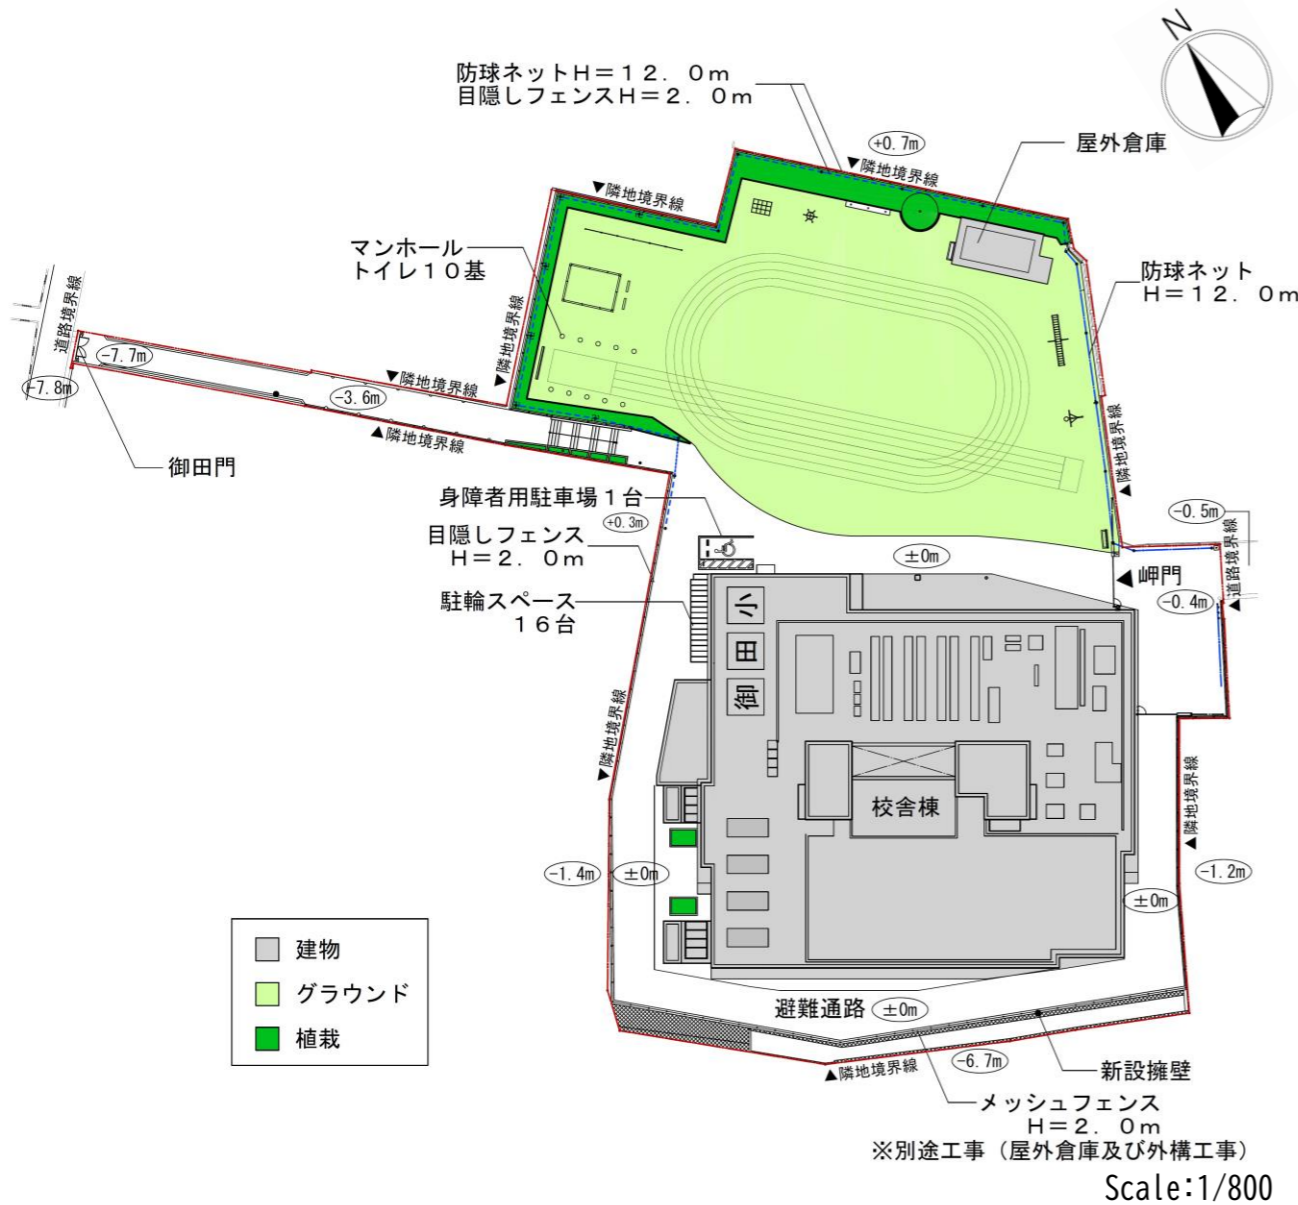 N
防球ネットH=12.0m
目隠しフェンスH=2.0m
+0.7m
▼隣地境界線
屋外倉庫
▼隣地境界線
マンホール
トイレ10基
防球ネット
H=12.0m
道路境界線
▼隣地境界線
-7.7m
-7.8m
▼隣地境界線
-3.6m
▲隣地境界線
御田門
▲隣地境界線
身障者用駐車場1台
+0.3m
目隠しフェンス
H=2.0m
駐輪スペース
16台
-0.5m
▲道路境界線
±0m
◀岬門
-0.4m
御田小
▼隣地境界線
校舎棟
▲隣地境界線
-1.4m
±0m
-1.2m
±0m
建物
グラウンド
植栽
避難通路
±0m
-6.7m
▲隣地境界線
新設擁壁
メッシュフェンス
H=2.0m
※別途工事(屋外倉庫及び外構工事)
Scale:1/800